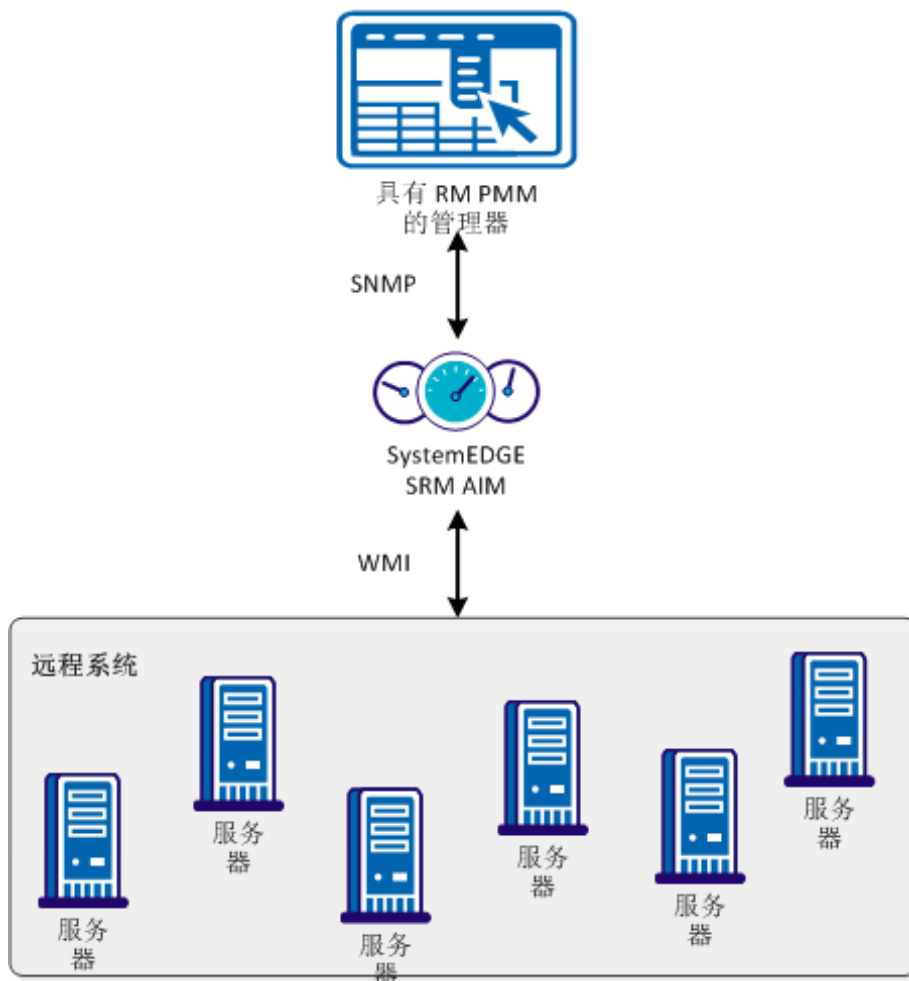 具有 RM PMM
的管理器
SNMP
SystemEDGE
SRM AIM
WMI
远程系统
服务
器
服务
器
服务
器
服务
器
服务
器
服务
器